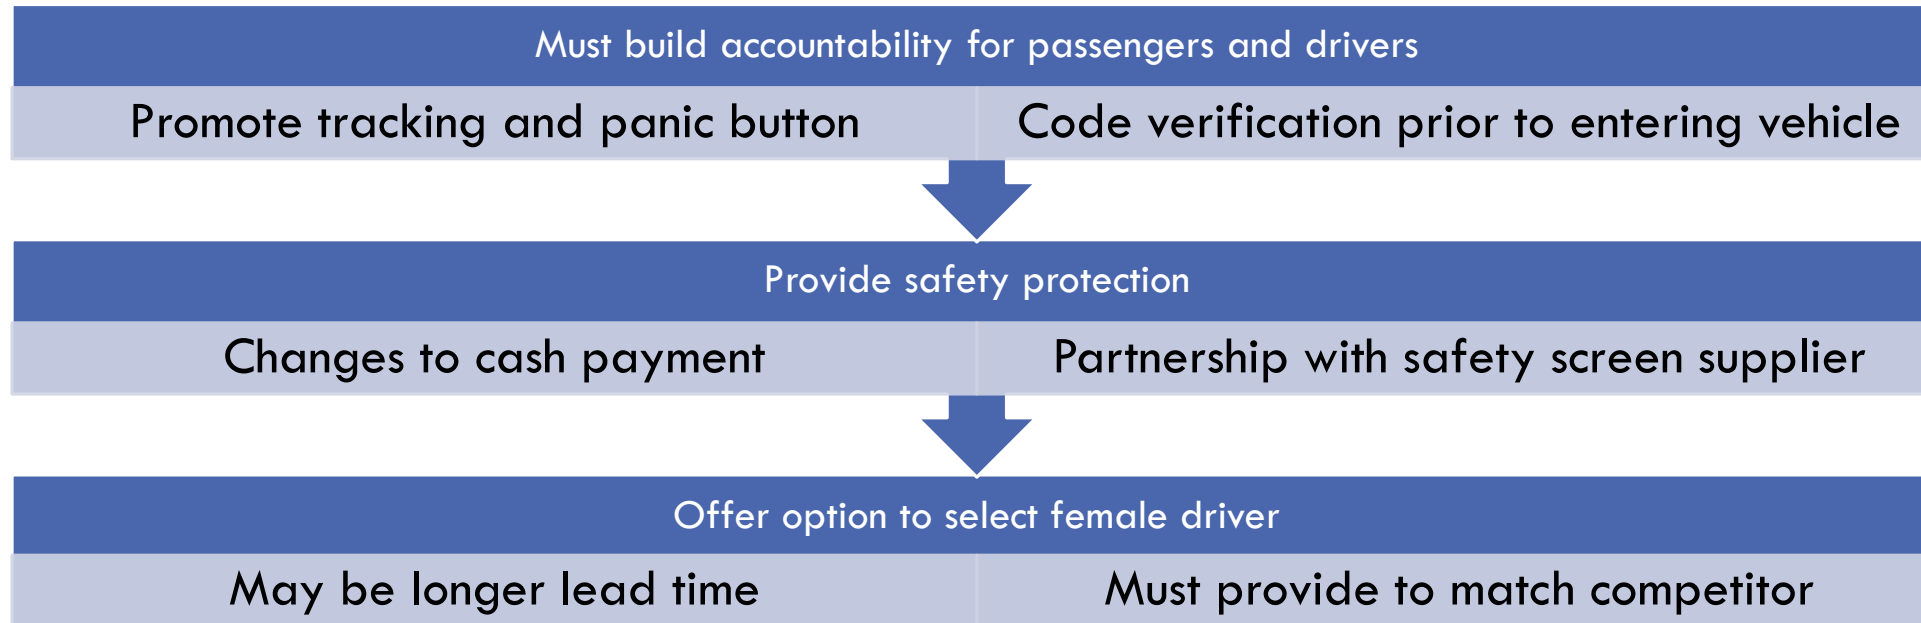 Must build accountability for passengers and drivers
Promote tracking and panic button
Code verification prior to entering vehicle
Provide safety protection
Changes to cash payment
Partnership with safety screen supplier
Offer option to select female driver
May be longer lead time
Must provide to match competitor